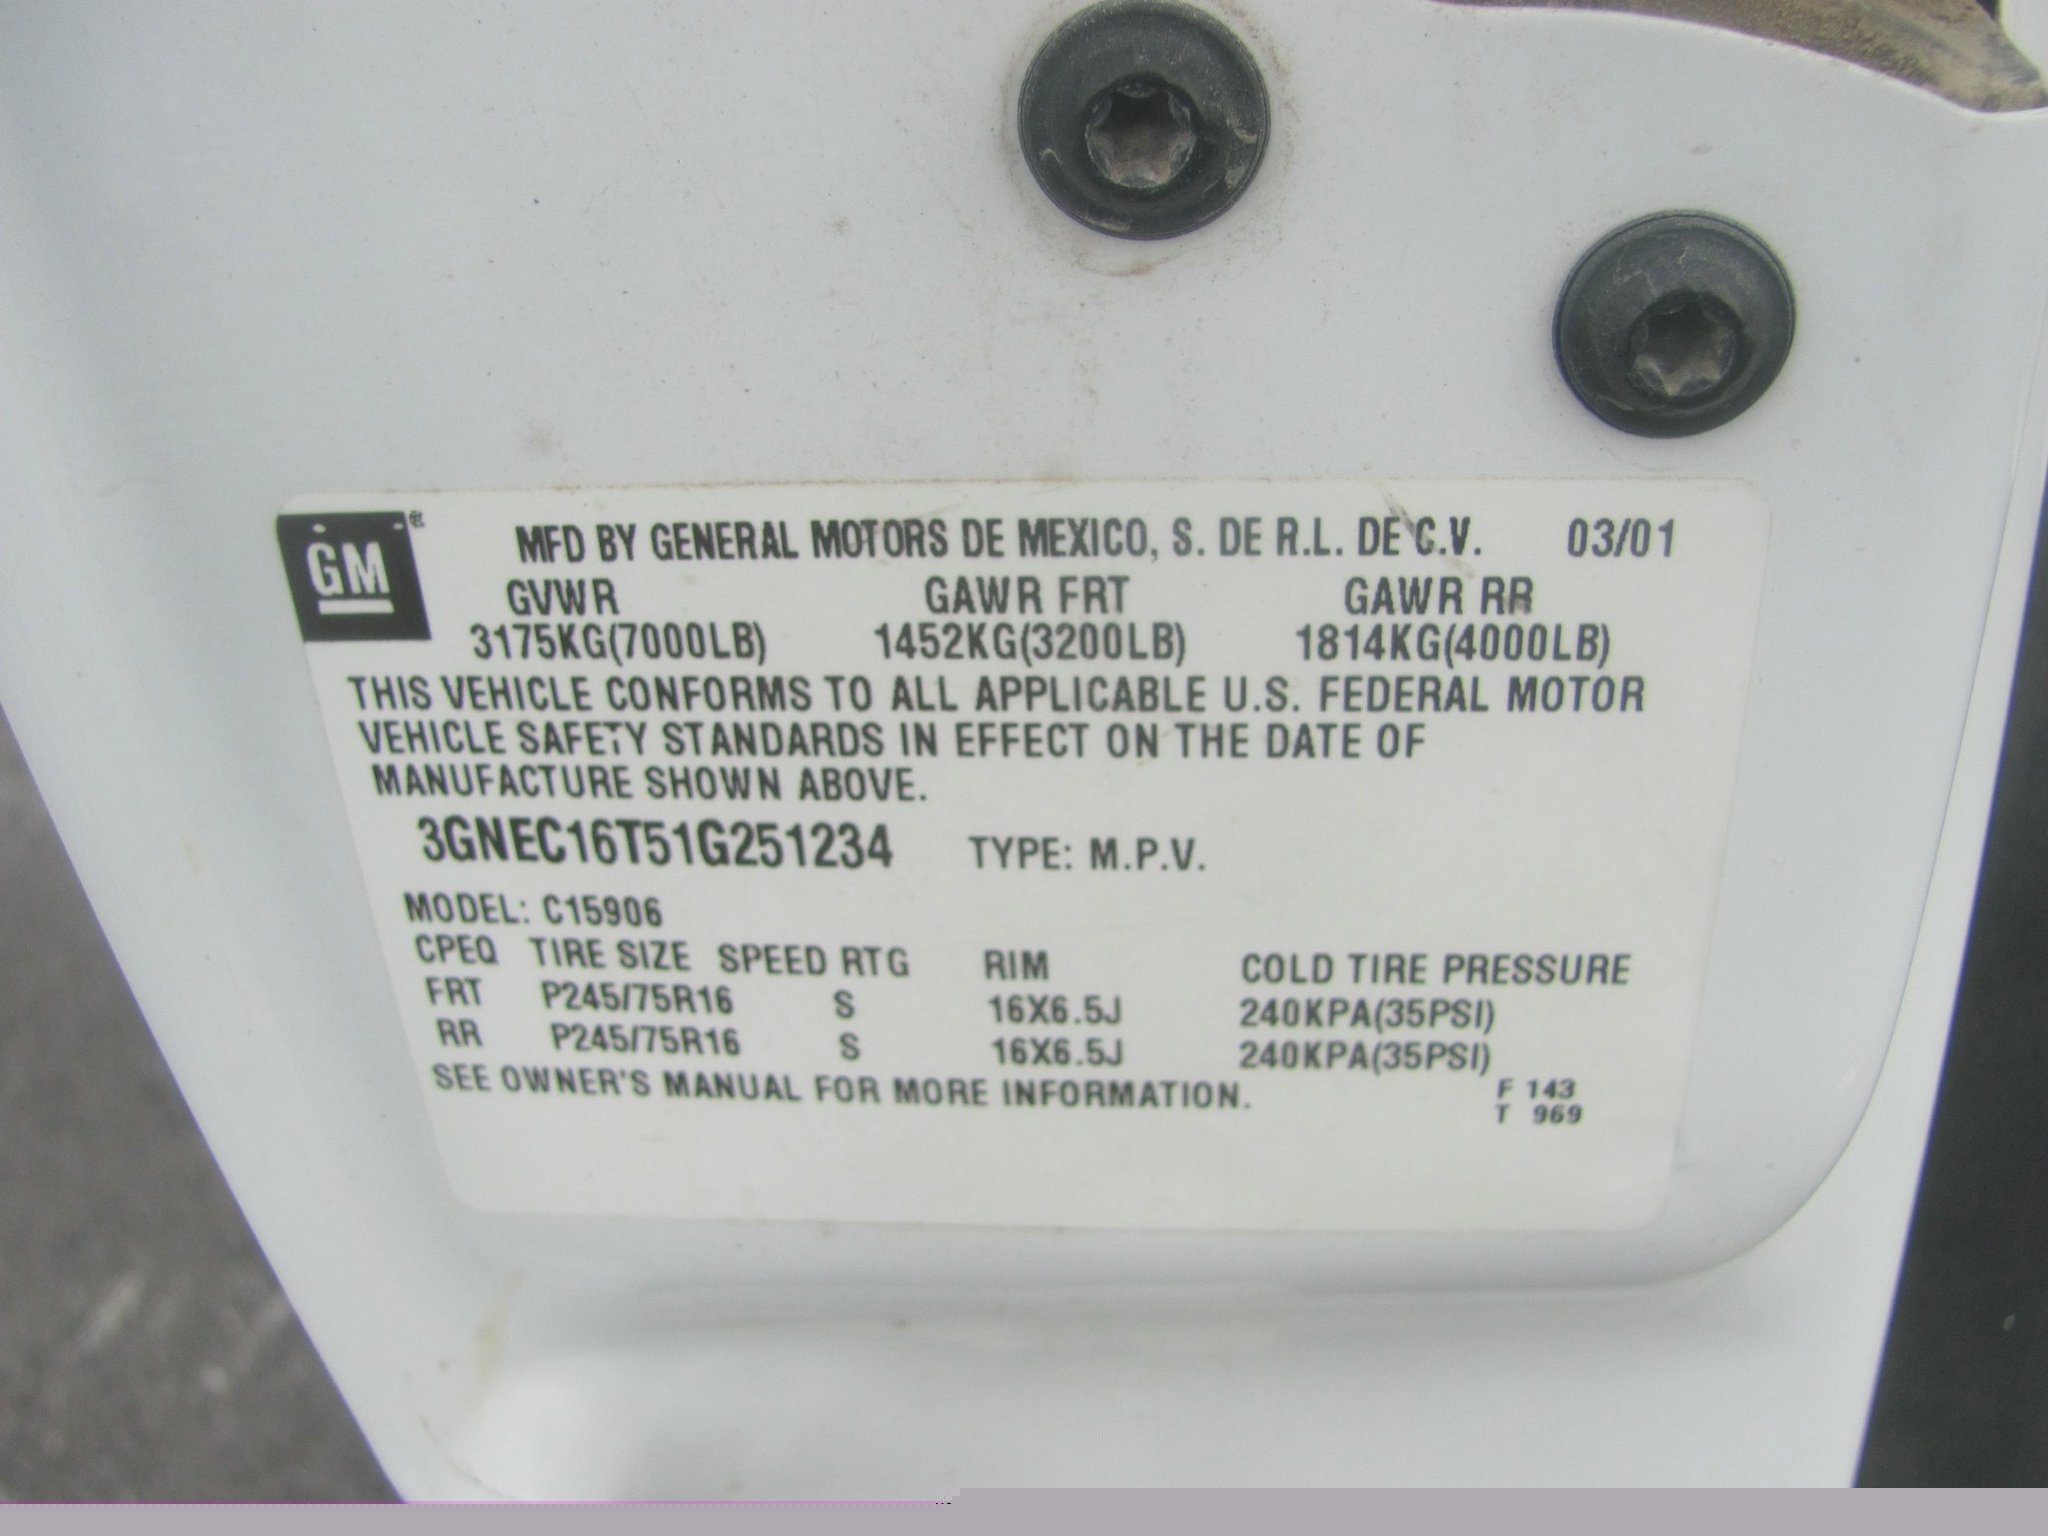 GM
MFD BY GENERAL MOTORS DE MEXICO, S. DE R.L. DE C.V. 03/01
GVWR GAWR FRT GAWR RR
3175KG(7000LB) 1452KG(3200LB) 1814KG(4000LB)
THIS VEHICLE CONFORMS TO ALL APPLICABLE U.S. FEDERAL MOTOR
VEHICLE SAFETY STANDARDS IN EFFECT ON THE DATE OF
MANUFACTURE SHOWN ABOVE.
3GNEC16T51G251234 TYPE: M.P.V.
MODEL: C15906
CPEQ TIRE SIZE SPEED RTG RIM COLD TIRE PRESSURE
FRT P245/75R16 S 16X6.5J 240KPA(35PSI)
RR P245/75R16 S 16X6.5J 240KPA(35PSI)
SEE OWNER'S MANUAL FOR MORE INFORMATION.
F 143
T 969